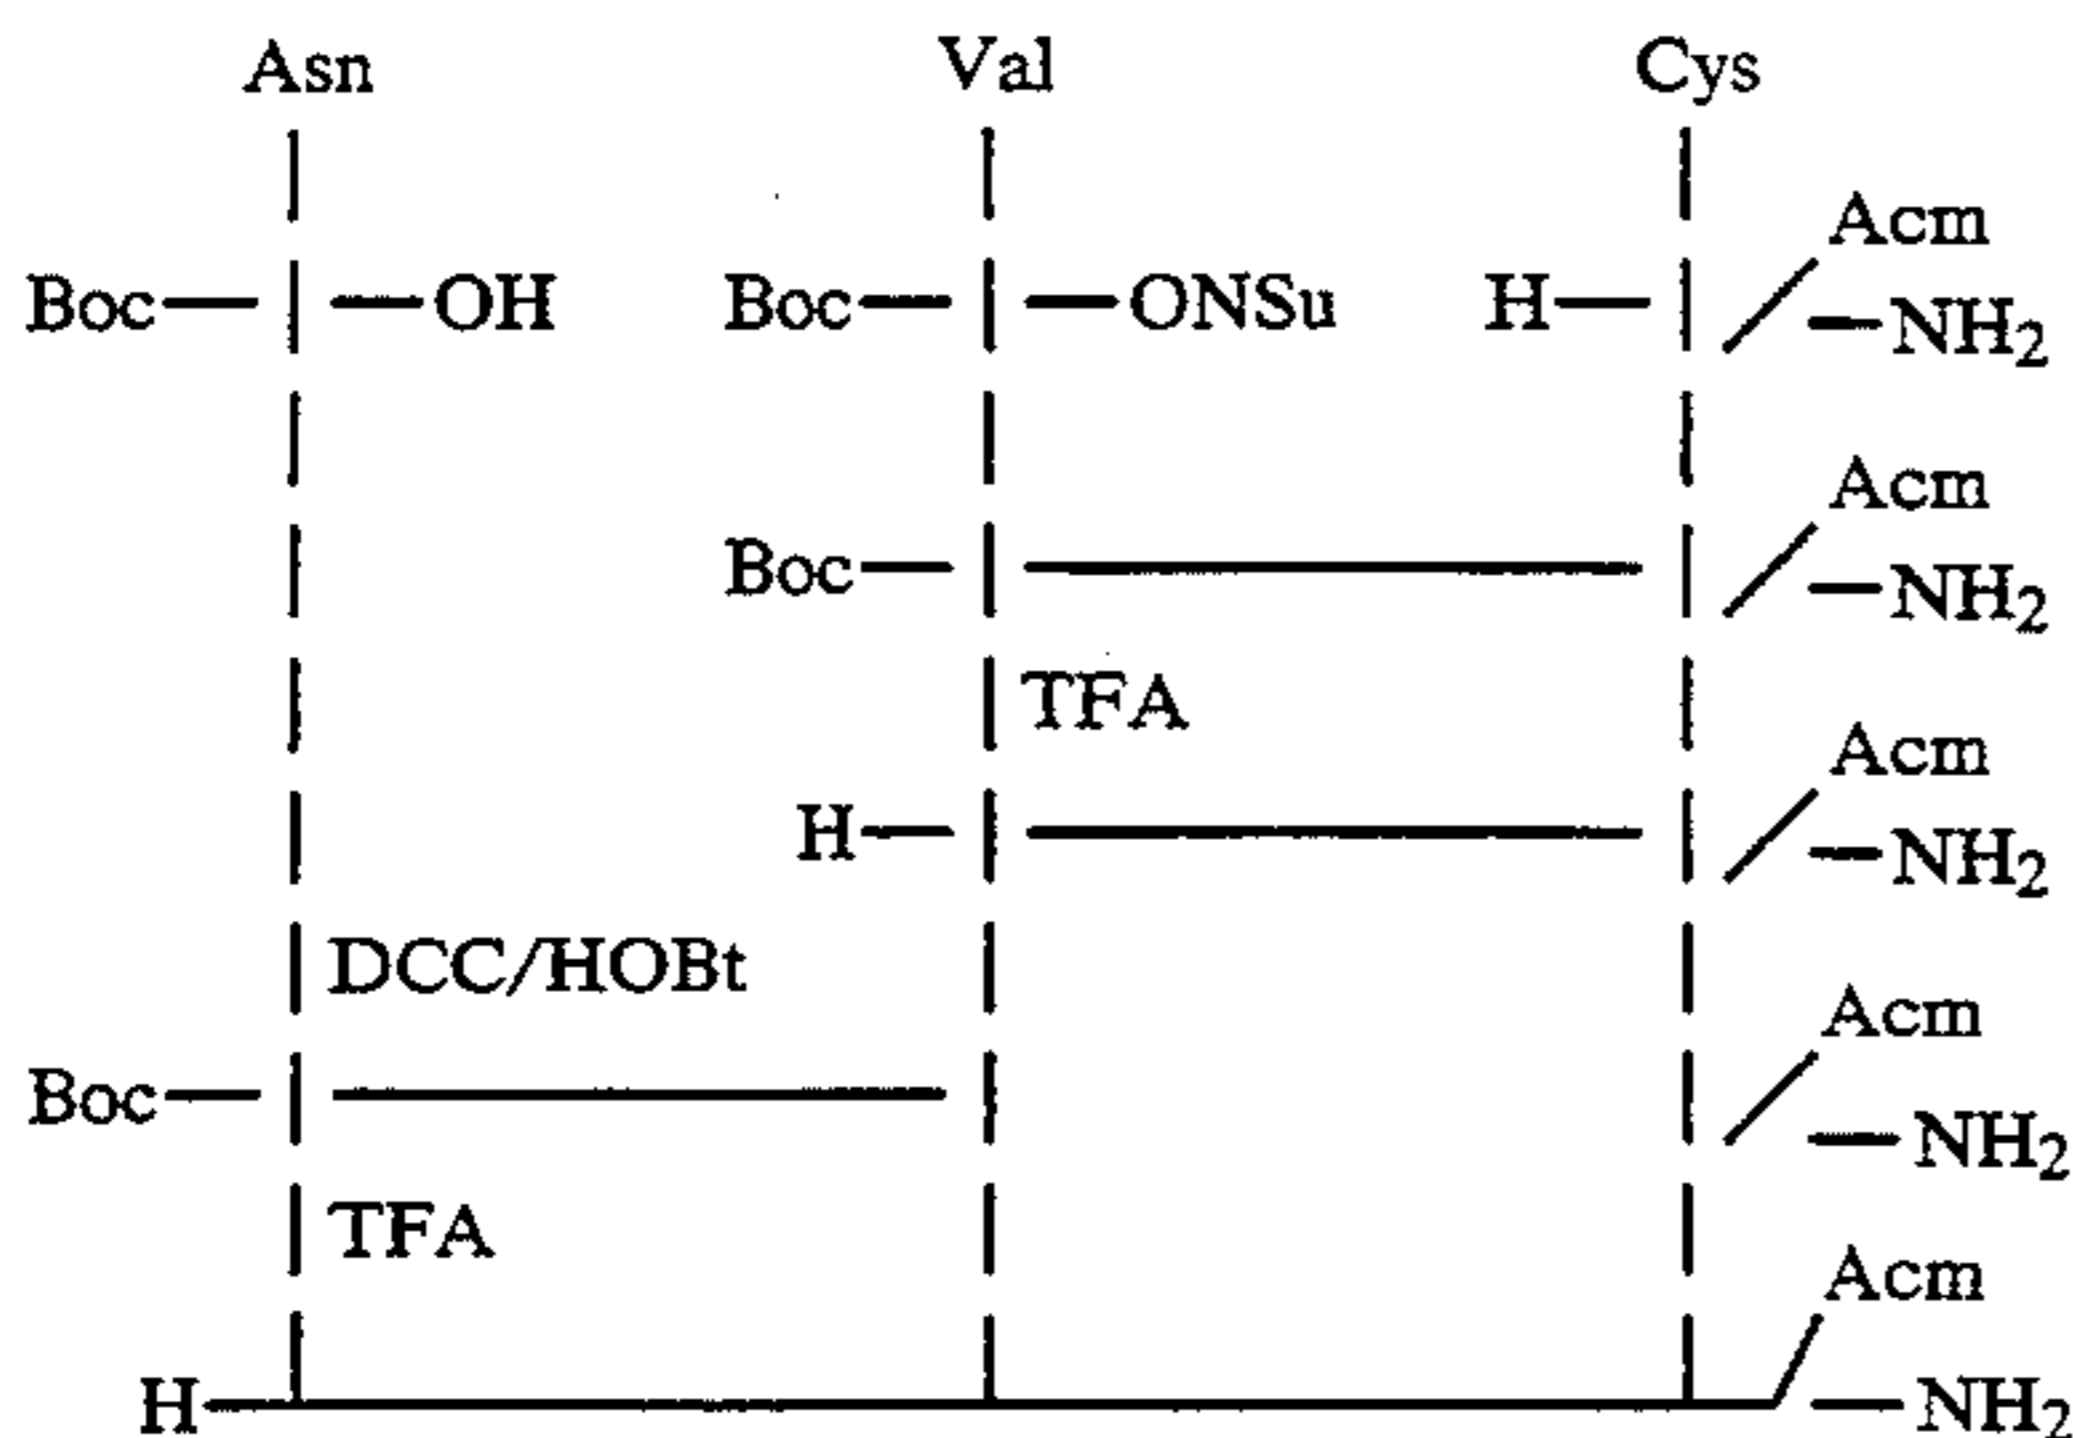 Asn Val Cys
Acm
Boc OH Boc ONSu H NH2
Acm
Boc NH2
TFA
Acm
H NH2
DCC/HOBt
Acm
Boc NH2
TFA
Acm
H NH2